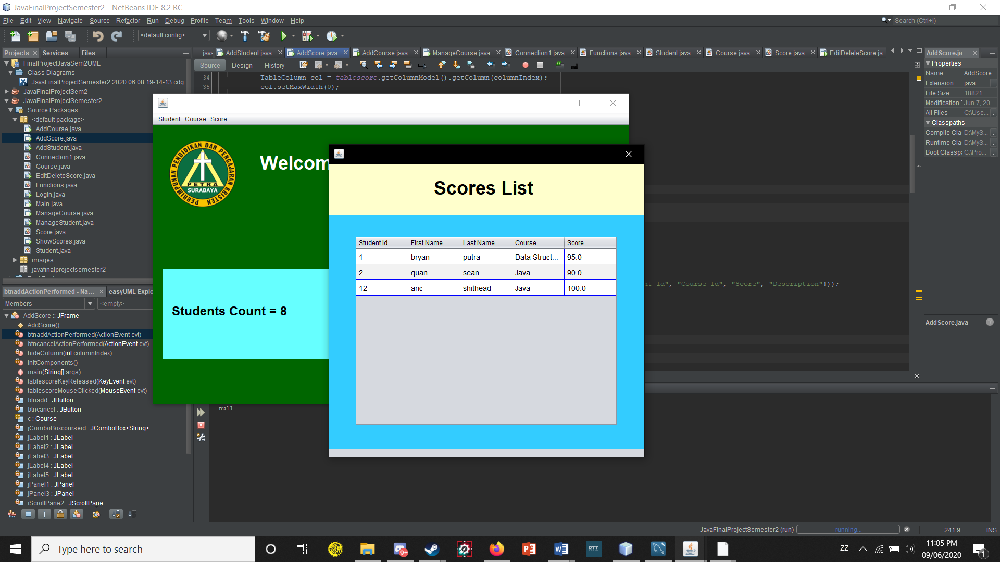 JavaFinalProjectSemester2 - NetBeans IDE 8.2 RC
File Edit View Navigate Source Refactor Run Debug Profile Team Tools Window Help
Search (Ctrl+I)
<default config>
Projects Services Files
...java AddStudent.java AddScore.java AddCourse.java ManageCourse.java Connection1.java Functions.java Student.java Course.java Score.java EditDeleteScore.ja...
AddScore.ja...
Source Design History
FinalProjectJavaSem2UML
Class Diagrams
JavaFinalProjectSemester2 2020.06.08 19-14-13.cdg
JavaFinalProjectSem2
JavaFinalProjectSemester2
Source Packages
<default package>
AddCourse.java
AddScore.java
AddStudent.java
Connection1.java
Course.java
EditDeleteScore.java
Functions.java
Login.java
Main.java
ManageCourse.java
ManageStudent.java
Score.java
ShowScores.java
Student.java
images
javafinalprojectsemester2
34 TableColumn col = tablescore.getColumnModel().getColumn(columnIndex);
35 col.setMaxWidth(0);
Properties
Name AddScore
Extension java ...
File Size 18821
Modification Jun 7, 20...
All Files C:\Use... ...
Classpaths
Compile Cla D:\MyS... ...
Runtime Cla D:\MyS... ...
Boot Classp C:\Pro... ...
AddScore.java
Student Course Score
PERHIMPUNAN PENDIDIKAN DAN PENGAJARAN KRISTEN
PETRA
SURABAYA
Welcom
Students Count = 8
Scores List
Student Id First Name Last Name Course Score
1 bryan putra Data Struct... 95.0
2 quan sean Java 90.0
12 aric shithead Java 100.0
nt Id", "Course Id", "Score", "Description"}));
btnaddActionPerformed - Na... easyUML Explo
Members <empty>
AddScore :: JFrame
AddScore()
btnaddActionPerformed(ActionEvent evt)
btncancelActionPerformed(ActionEvent evt)
hideColumn(int columnIndex)
initComponents()
main(String[] args)
tablescoreKeyReleased(KeyEvent evt)
tablescoreMouseClicked(MouseEvent evt)
btnadd : JButton
btncancel : JButton
c : Course
jComboBoxcourseid : JComboBox<String>
jLabel1 : JLabel
jLabel2 : JLabel
jLabel3 : JLabel
jLabel4 : JLabel
jLabel5 : JLabel
jPanel1 : JPanel
jPanel3 : JPanel
jScrollPane2 : JScrollPane
null
JavaFinalProjectSemester2 (run) running... 241:9 INS
Type here to search
9+
RTI
ZZ
11:05 PM
09/06/2020
1